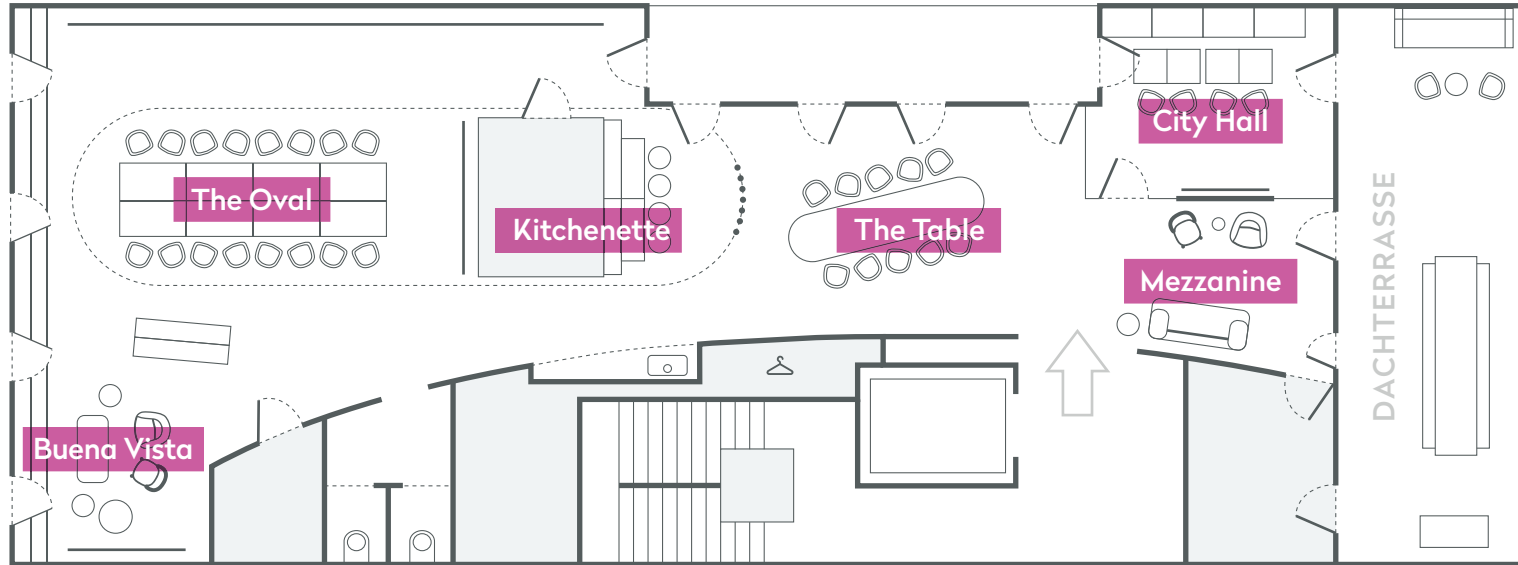 City Hall
The Oval
Kitchenette
The Table
Mezzanine
DACHTERRASSE
Buena Vista